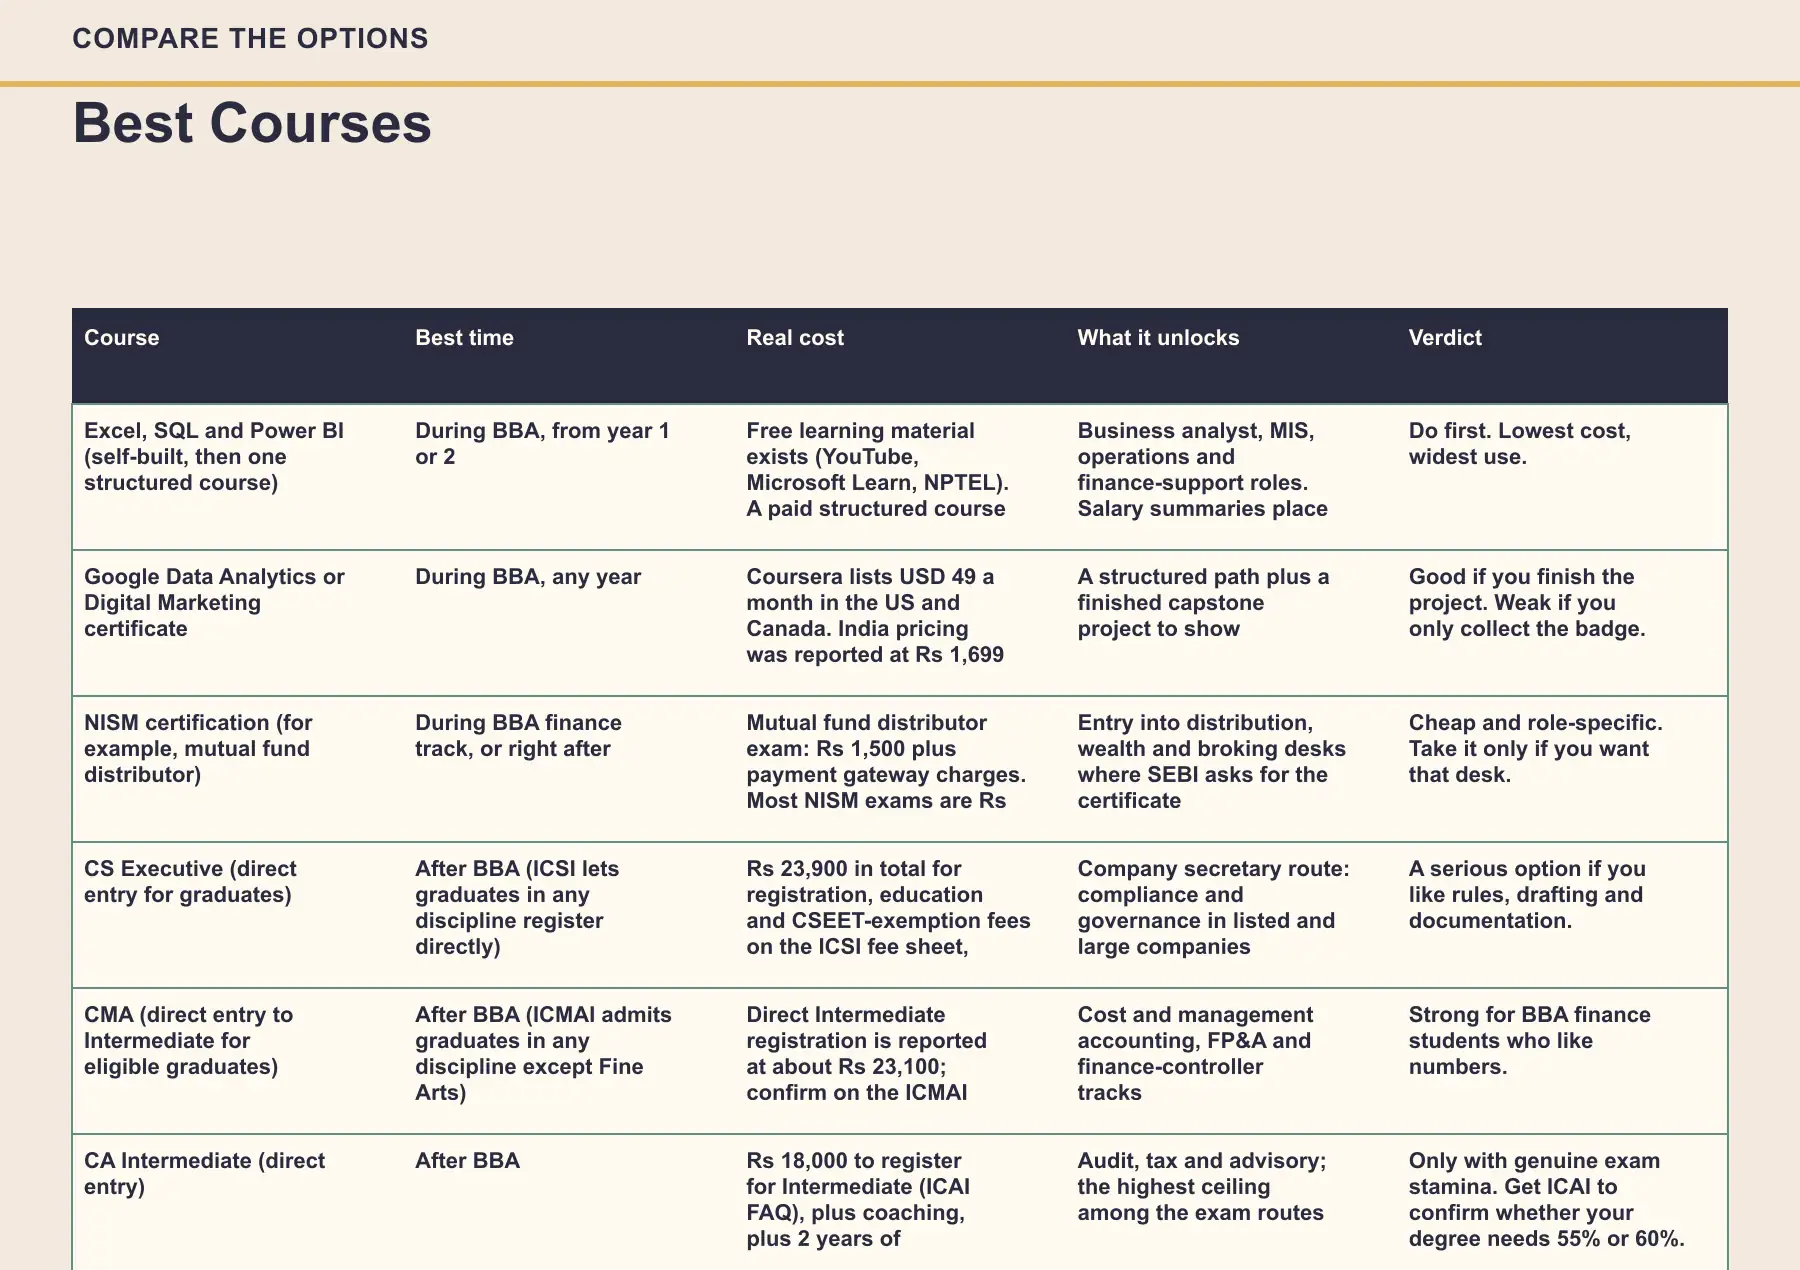 COMPARE THE OPTIONS
Best Courses
Course
Best time
Real cost
What it unlocks
Verdict
Excel, SQL and Power BI
(self-built, then one
structured course)
During BBA, from year 1
or 2
Free learning material
exists (YouTube,
Microsoft Learn, NPTEL).
A paid structured course
Business analyst, MIS,
operations and
finance-support roles.
Salary summaries place
Do first. Lowest cost,
widest use.
Google Data Analytics or
Digital Marketing
certificate
During BBA, any year
Coursera lists USD 49 a
month in the US and
Canada. India pricing
was reported at Rs 1,699
A structured path plus a
finished capstone
project to show
Good if you finish the
project. Weak if you
only collect the badge.
NISM certification (for
example, mutual fund
distributor)
During BBA finance
track, or right after
Mutual fund distributor
exam: Rs 1,500 plus
payment gateway charges.
Most NISM exams are Rs
Entry into distribution,
wealth and broking desks
where SEBI asks for the
certificate
Cheap and role-specific.
Take it only if you want
that desk.
CS Executive (direct
entry for graduates)
After BBA (ICSI lets
graduates in any
discipline register
directly)
Rs 23,900 in total for
registration, education
and CSEET-exemption fees
on the ICSI fee sheet,
Company secretary route:
compliance and
governance in listed and
large companies
A serious option if you
like rules, drafting and
documentation.
CMA (direct entry to
Intermediate for
eligible graduates)
After BBA (ICMAI admits
graduates in any
discipline except Fine
Arts)
Direct Intermediate
registration is reported
at about Rs 23,100;
confirm on the ICMAI
Cost and management
accounting, FP&A and
finance-controller
tracks
Strong for BBA finance
students who like
numbers.
CA Intermediate (direct
entry)
After BBA
Rs 18,000 to register
for Intermediate (ICAI
FAQ), plus coaching,
plus 2 years of
Audit, tax and advisory;
the highest ceiling
among the exam routes
Only with genuine exam
stamina. Get ICAI to
confirm whether your
degree needs 55% or 60%.